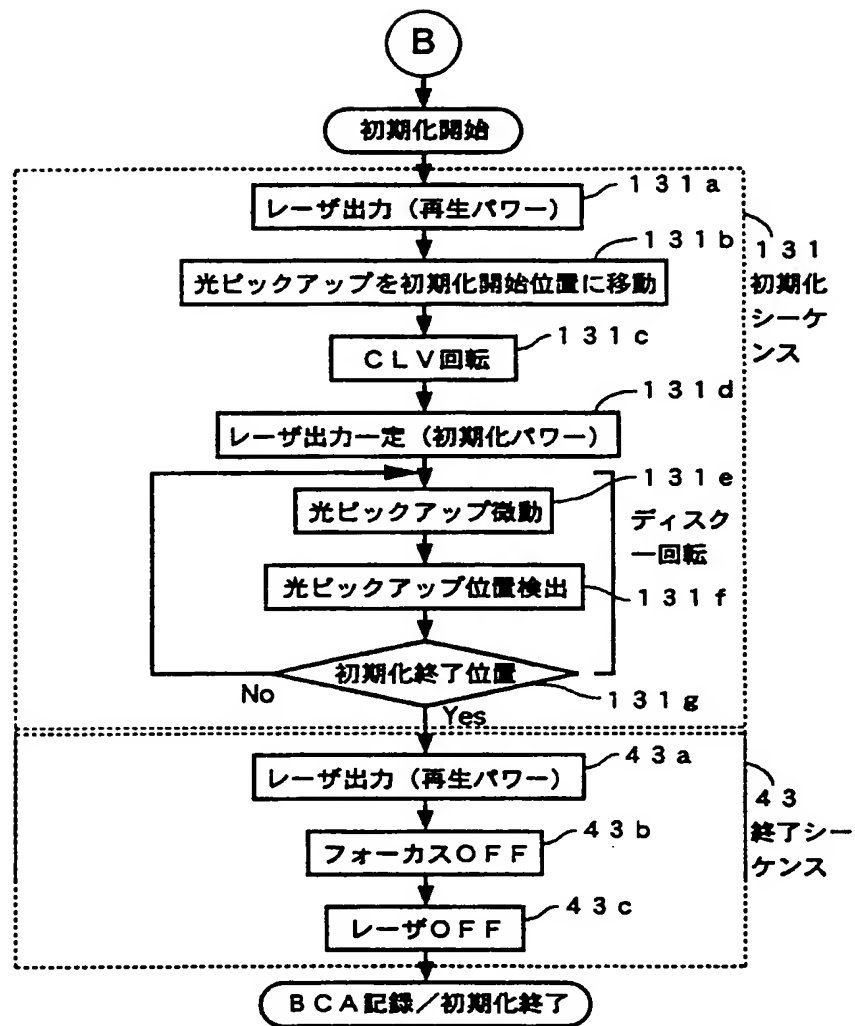 B
初期化開始
131a
レーザ出力（再生パワー）
131b
光ピックアップを初期化開始位置に移動
131
初期化
シーケ
ンス
131c
ＣＬＶ回転
131d
レーザ出力一定（初期化パワー）
131e
光ピックアップ微動
ディスク
一回転
光ピックアップ位置検出
131f
初期化終了位置
No
131g
Yes
43a
レーザ出力（再生パワー）
43
終了シー
ケンス
43b
フォーカスＯＦＦ
43c
レーザＯＦＦ
ＢＣＡ記録／初期化終了